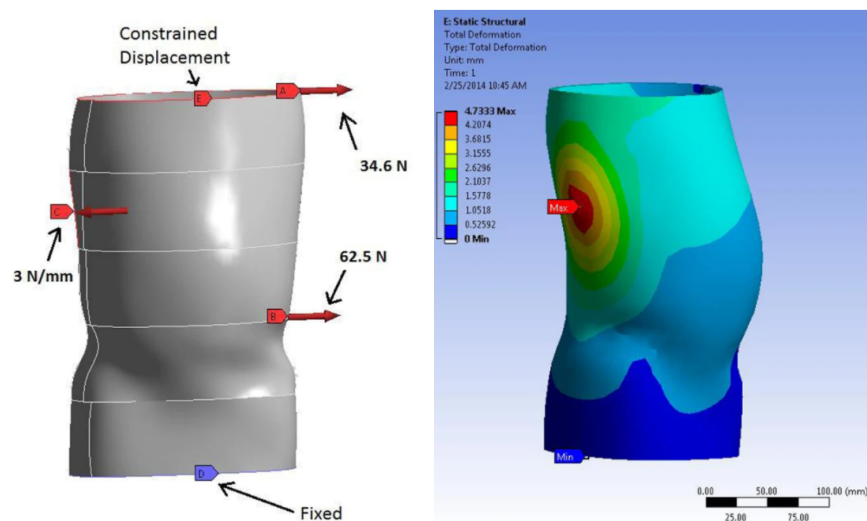 Constrained
Displacement
E
A
34.6 N
C
3 N/mm
62.5 N
B
D
Fixed
E: Static Structural
Total Deformation
Type: Total Deformation
Unit: mm
Time: 1
2/25/2014 10:45 AM
4.7333 Max
4.2074
3.6815
3.1555
2.6296
2.1037
1.5778
1.0518
0.52592
0 Min
Max
Min
0.00 50.00 100.00 (mm)
25.00 75.00